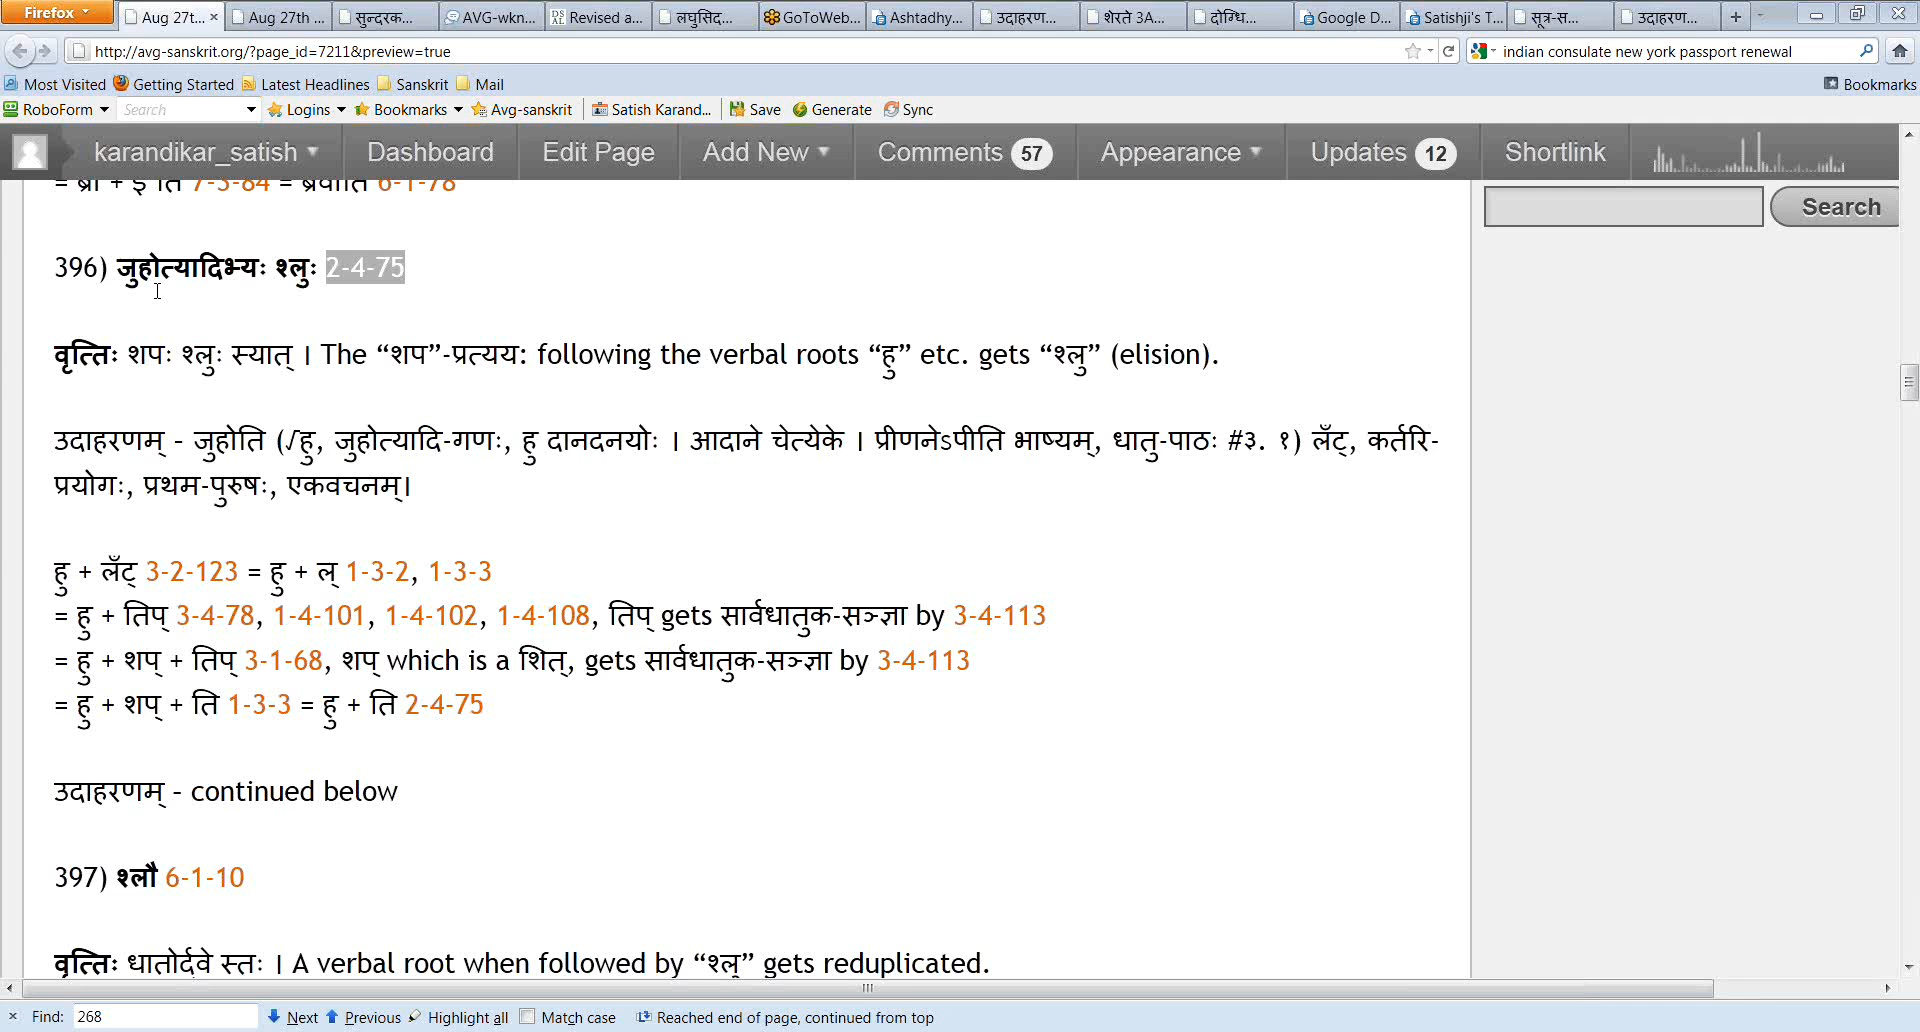 Firefox
Aug 27t... Aug 27th ... सुन्दरक... AVG-wkn... Revised a... लघुसिद्... GoToWeb... Ashtadhy... उदाहरण... शेरते 3A... दोग्धि... Google D... Satishji's T... सूत्र-स... उदाहरण...
http://avg-sanskrit.org/?page_id=7211&preview=true indian consulate new york passport renewal
Most Visited Getting Started Latest Headlines Sanskrit Mail Bookmarks
RoboForm Search Logins Bookmarks Avg-sanskrit Satish Karand... Save Generate Sync
karandikar_satish Dashboard Edit Page Add New Comments 57 Appearance Updates 12 Shortlink
7-3-84 = 6-1-78
Search
396) जुहोत्यादिभ्यः श्लुः 2-4-75
वृत्तिः शपः श्लुः स्यात् । The “शप्”-प्रत्यय: following the verbal roots “हु” etc. gets “श्लु” (elision).
उदाहरणम् - जुहोति (√हु, जुहोत्यादि-गणः, हु दानदनयोः । आदाने चेत्येके । प्रीणनेऽपीति भाष्यम्, धातु-पाठः #३. १) लँट्, कर्तरि-
प्रयोगः, प्रथम-पुरुषः, एकवचनम्।
हु + लँट् 3-2-123 = हु + ल् 1-3-2, 1-3-3
= हु + तिप् 3-4-78, 1-4-101, 1-4-102, 1-4-108, तिप् gets सार्वधातुक-सञ्ज्ञा by 3-4-113
= हु + शप् + तिप् 3-1-68, शप् which is a शित्, gets सार्वधातुक-सञ्ज्ञा by 3-4-113
= हु + शप् + ति 1-3-3 = हु + ति 2-4-75
उदाहरणम् - continued below
397) श्लौ 6-1-10
वृत्तिः धातोर्द्वे स्तः । A verbal root when followed by “श्लु” gets reduplicated.
Find: 268 Next Previous Highlight all Match case Reached end of page, continued from top